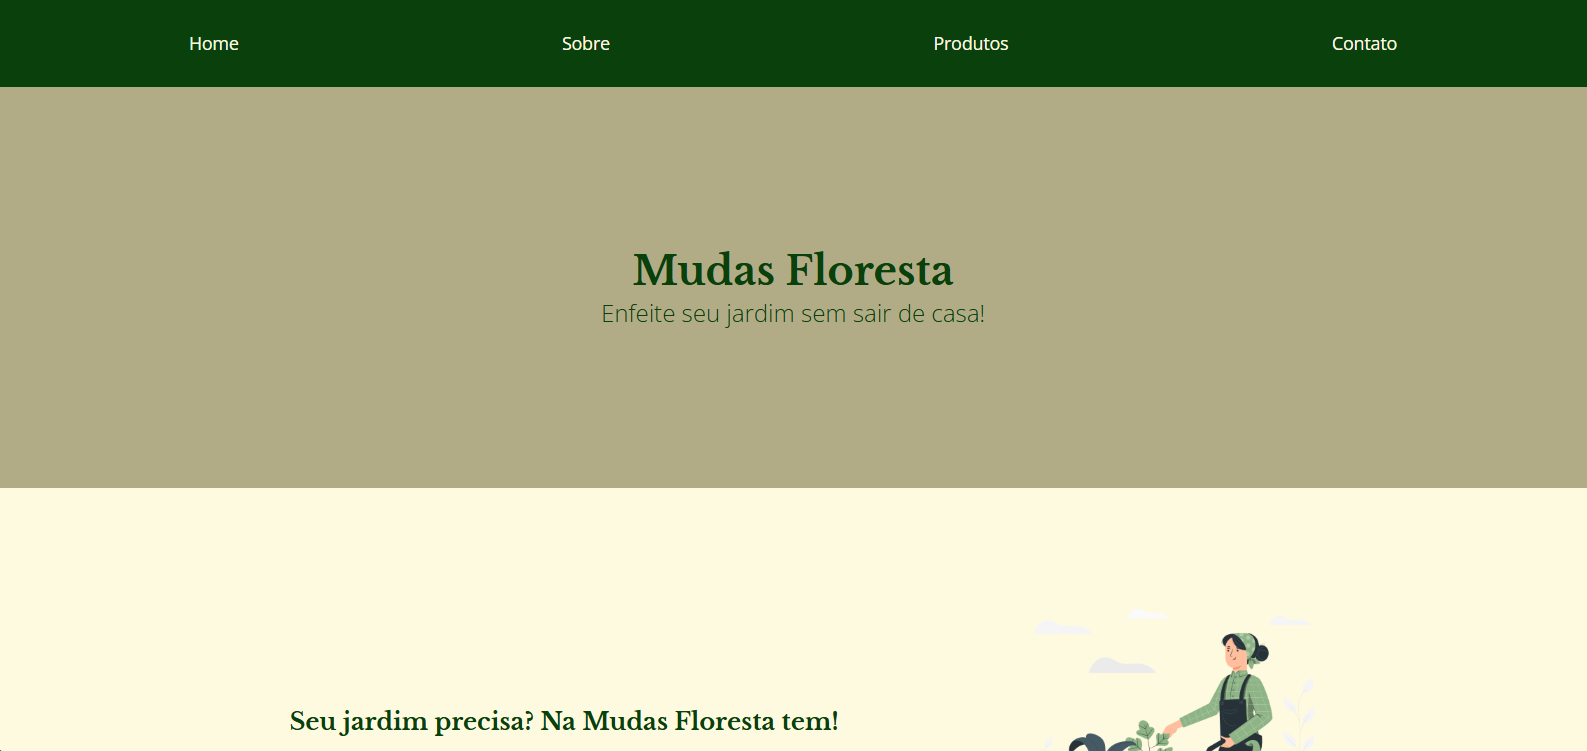 Home Sobre Produtos Contato
Mudas Floresta
Enfeite seu jardim sem sair de casa!
Seu jardim precisa? Na Mudas Floresta tem!